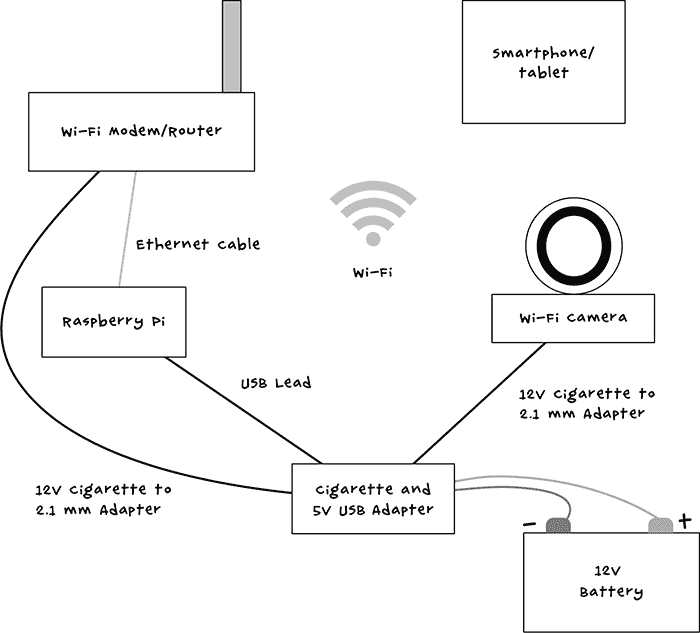 Smartphone/
tablet
Wi-Fi Modem/Router
Ethernet Cable
Wi-Fi
Raspberry Pi
Wi-Fi Camera
USB Lead
12V Cigarette to
2.1 mm Adapter
12V Cigarette to
2.1 mm Adapter
Cigarette and
5V USB Adapter
- +
12V
Battery